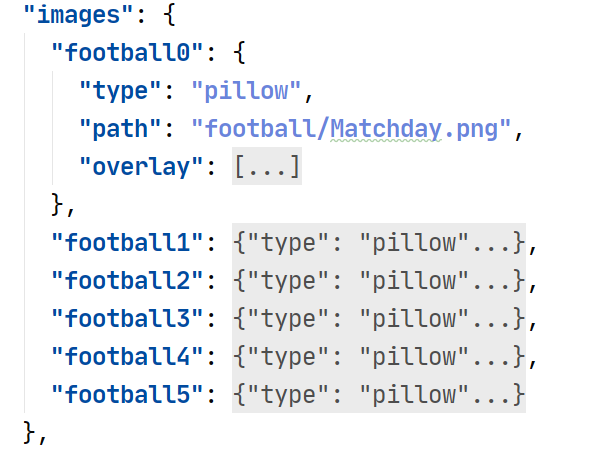 "images": {
"football0": {
"type": "pillow",
"path": "football/Matchday.png",
"overlay": [...]
},
"football1": {"type": "pillow"...},
"football2": {"type": "pillow"...},
"football3": {"type": "pillow"...},
"football4": {"type": "pillow"...},
"football5": {"type": "pillow"...}
},